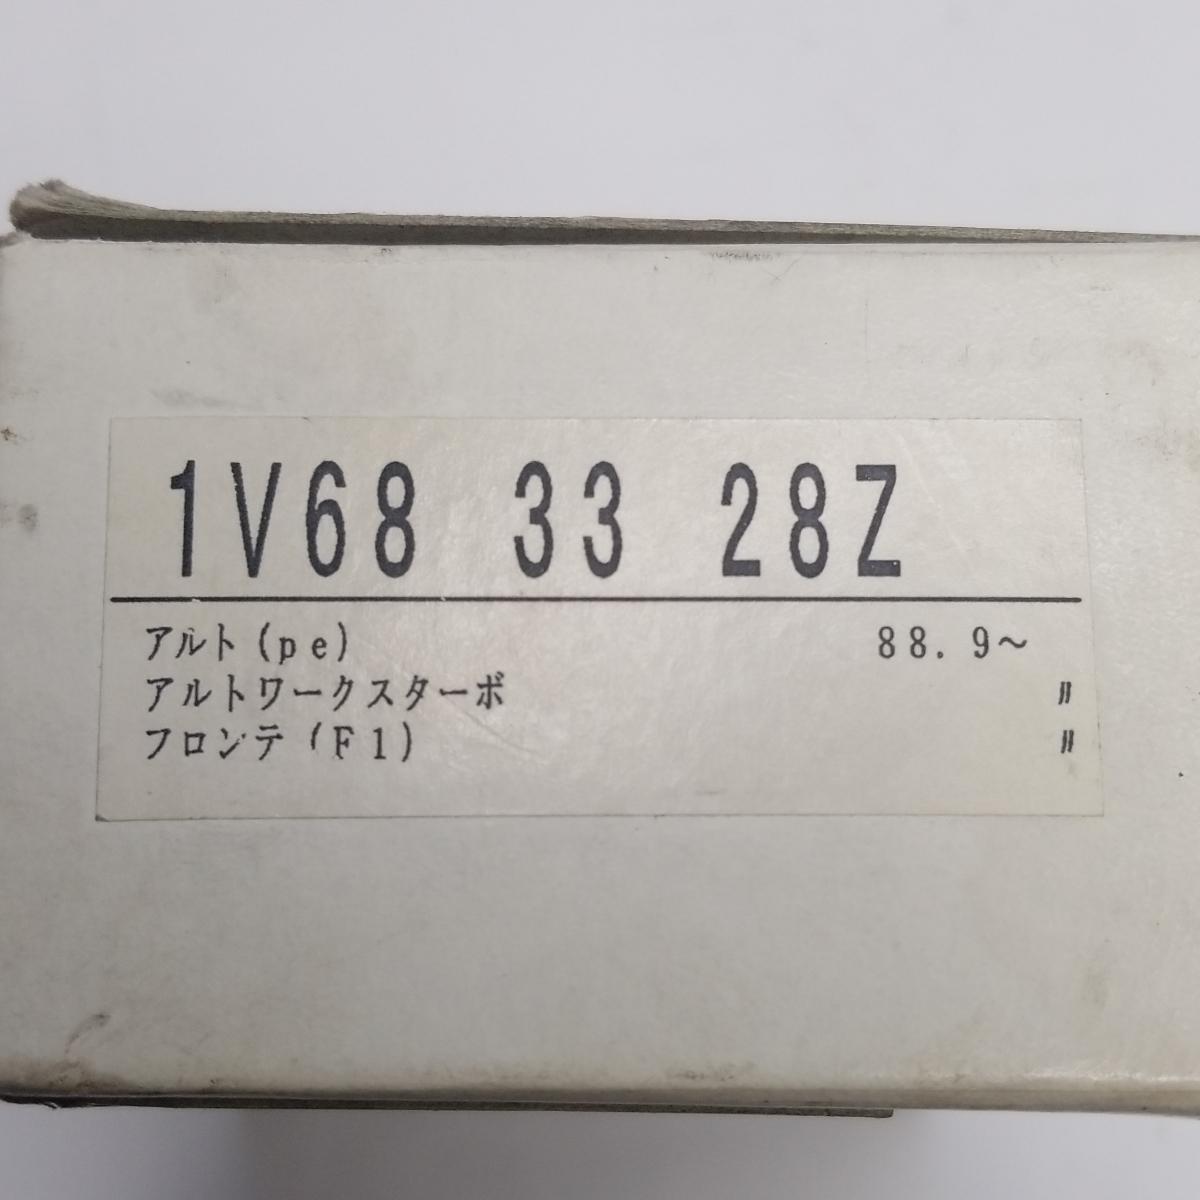 1V68 33 28Z
アルト(pe) 88.9〜
アルトワークスターボ 〃
フロンテ(F1) 〃